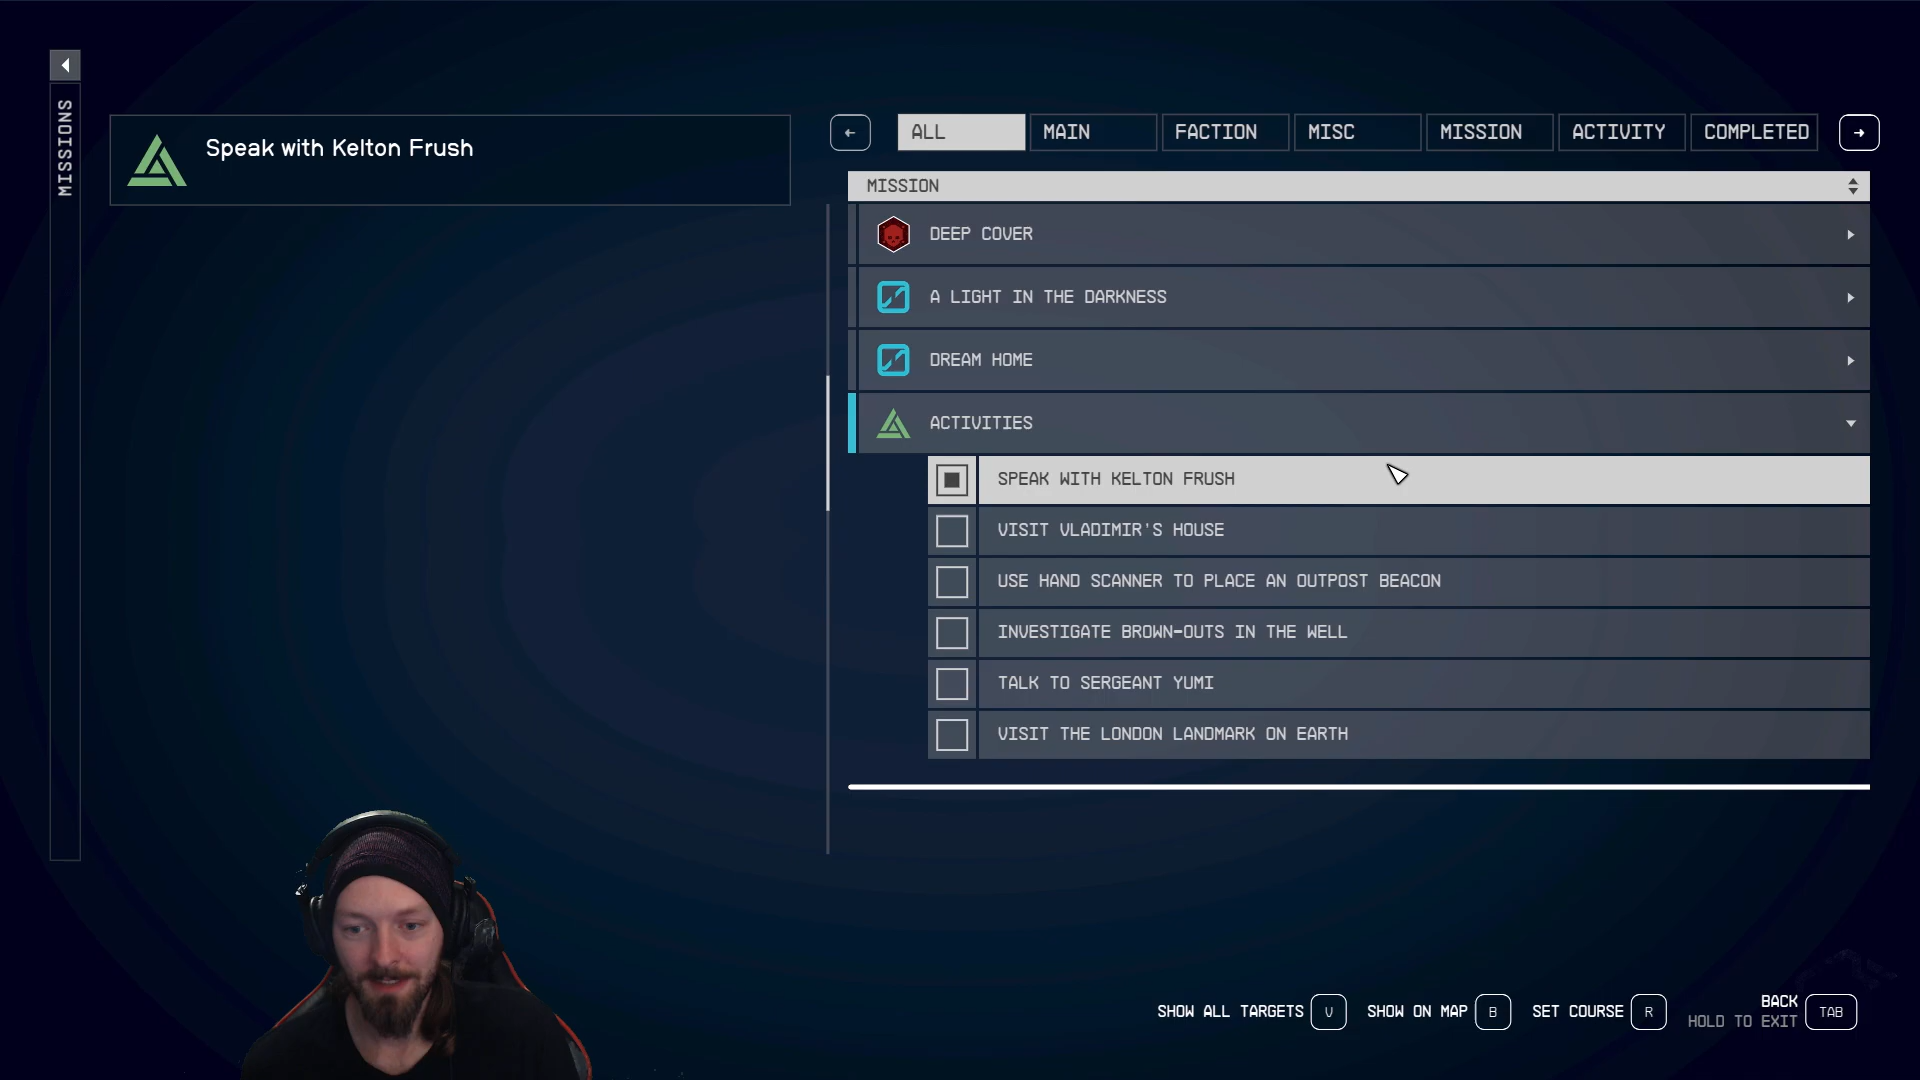 MISSIONS
Speak with Kelton Frush
ALL
MAIN
FACTION
MISC
MISSION
ACTIVITY
COMPLETED
MISSION
DEEP COVER
A LIGHT IN THE DARKNESS
DREAM HOME
ACTIVITIES
SPEAK WITH KELTON FRUSH
VISIT VLADIMIR'S HOUSE
USE HAND SCANNER TO PLACE AN OUTPOST BEACON
INVESTIGATE BROWN-OUTS IN THE WELL
TALK TO SERGEANT YUMI
VISIT THE LONDON LANDMARK ON EARTH
SHOW ALL TARGETS V
SHOW ON MAP B
SET COURSE R
BACK
HOLD TO EXIT
TAB